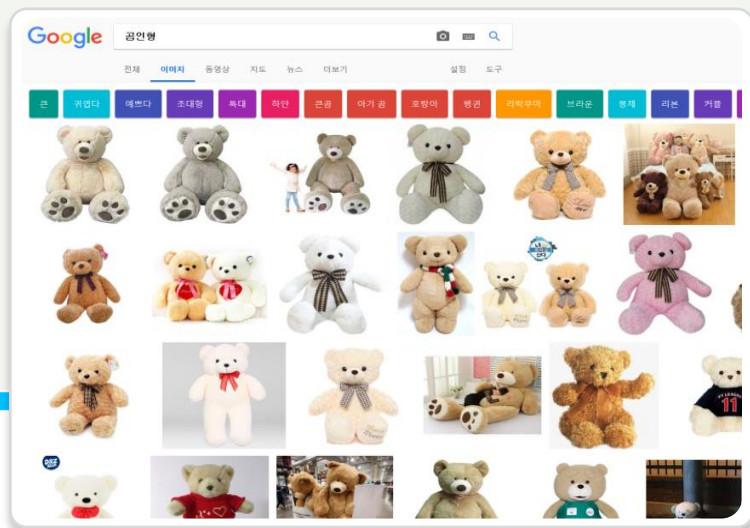 Google 곰인형
전체 이미지 동영상 지도 뉴스 더보기 설정 도구
큰 귀엽다 예쁘다 초대형 특대 하얀 큰곰 아기 곰 호랑이 펭귄 리락쿠마 브라운 봉제 리본 커플
11